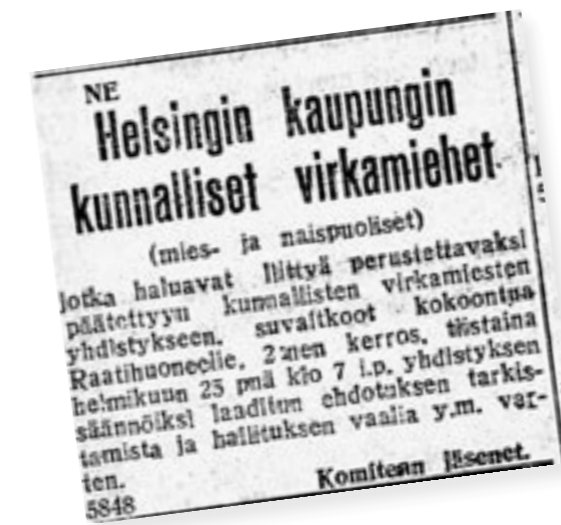 NE
Helsingin kaupungin
kunnalliset virkamiehet
(mies- ja naispuoliset)
jotka haluavat liittyä perustettavaksi
päätettyyn kunnallisten virkamiesten
yhdistykseen, suvaitkoot kokoontua
Raatihuoneelle, 2:nen kerros, tiistaina
helmikuun 25 pnä klo 7 i.p. yhdistyksen
säännöiksi laaditun ehdotuksen tarkis-
tamista ja hallituksen vaalia y.m. var-
ten.
Komitean jäsenet.
5848